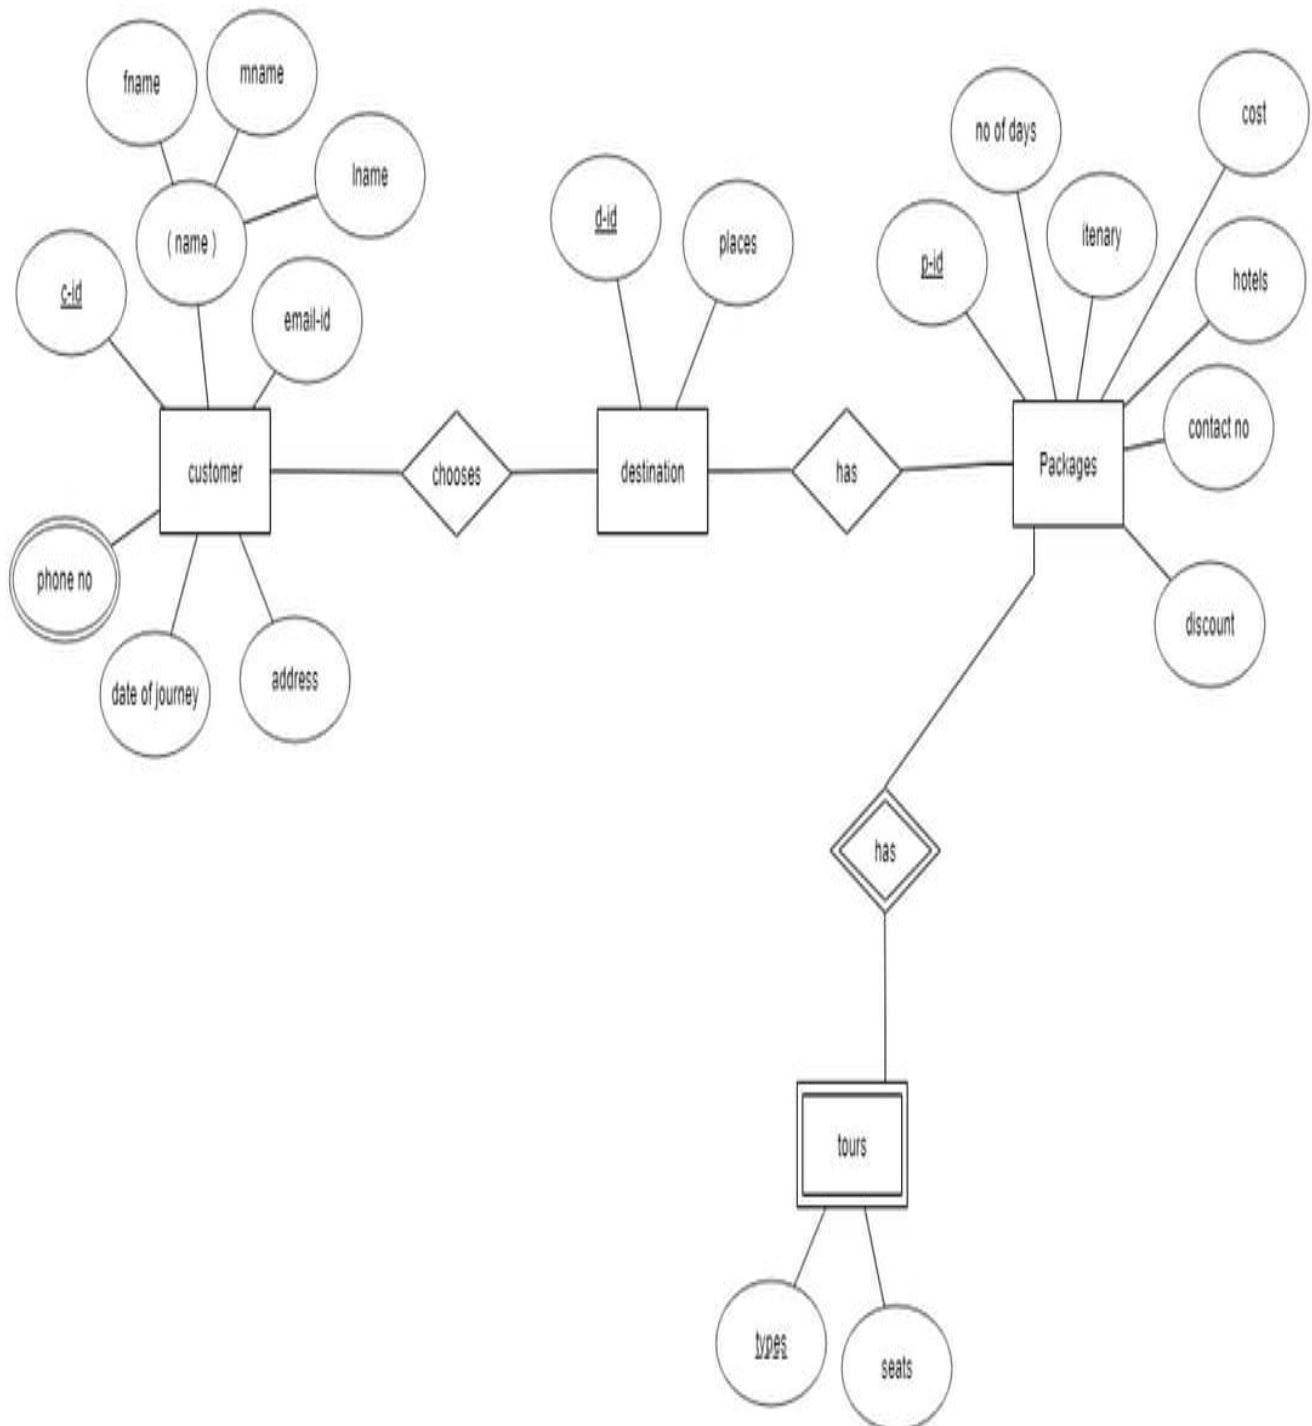 fname
mname
lname
( name )
c-id
email-id
customer
phone no
date of journey
address
chooses
d-id
places
destination
has
no of days
cost
itenary
p-id
hotels
contact no
Packages
discount
has
tours
types
seats